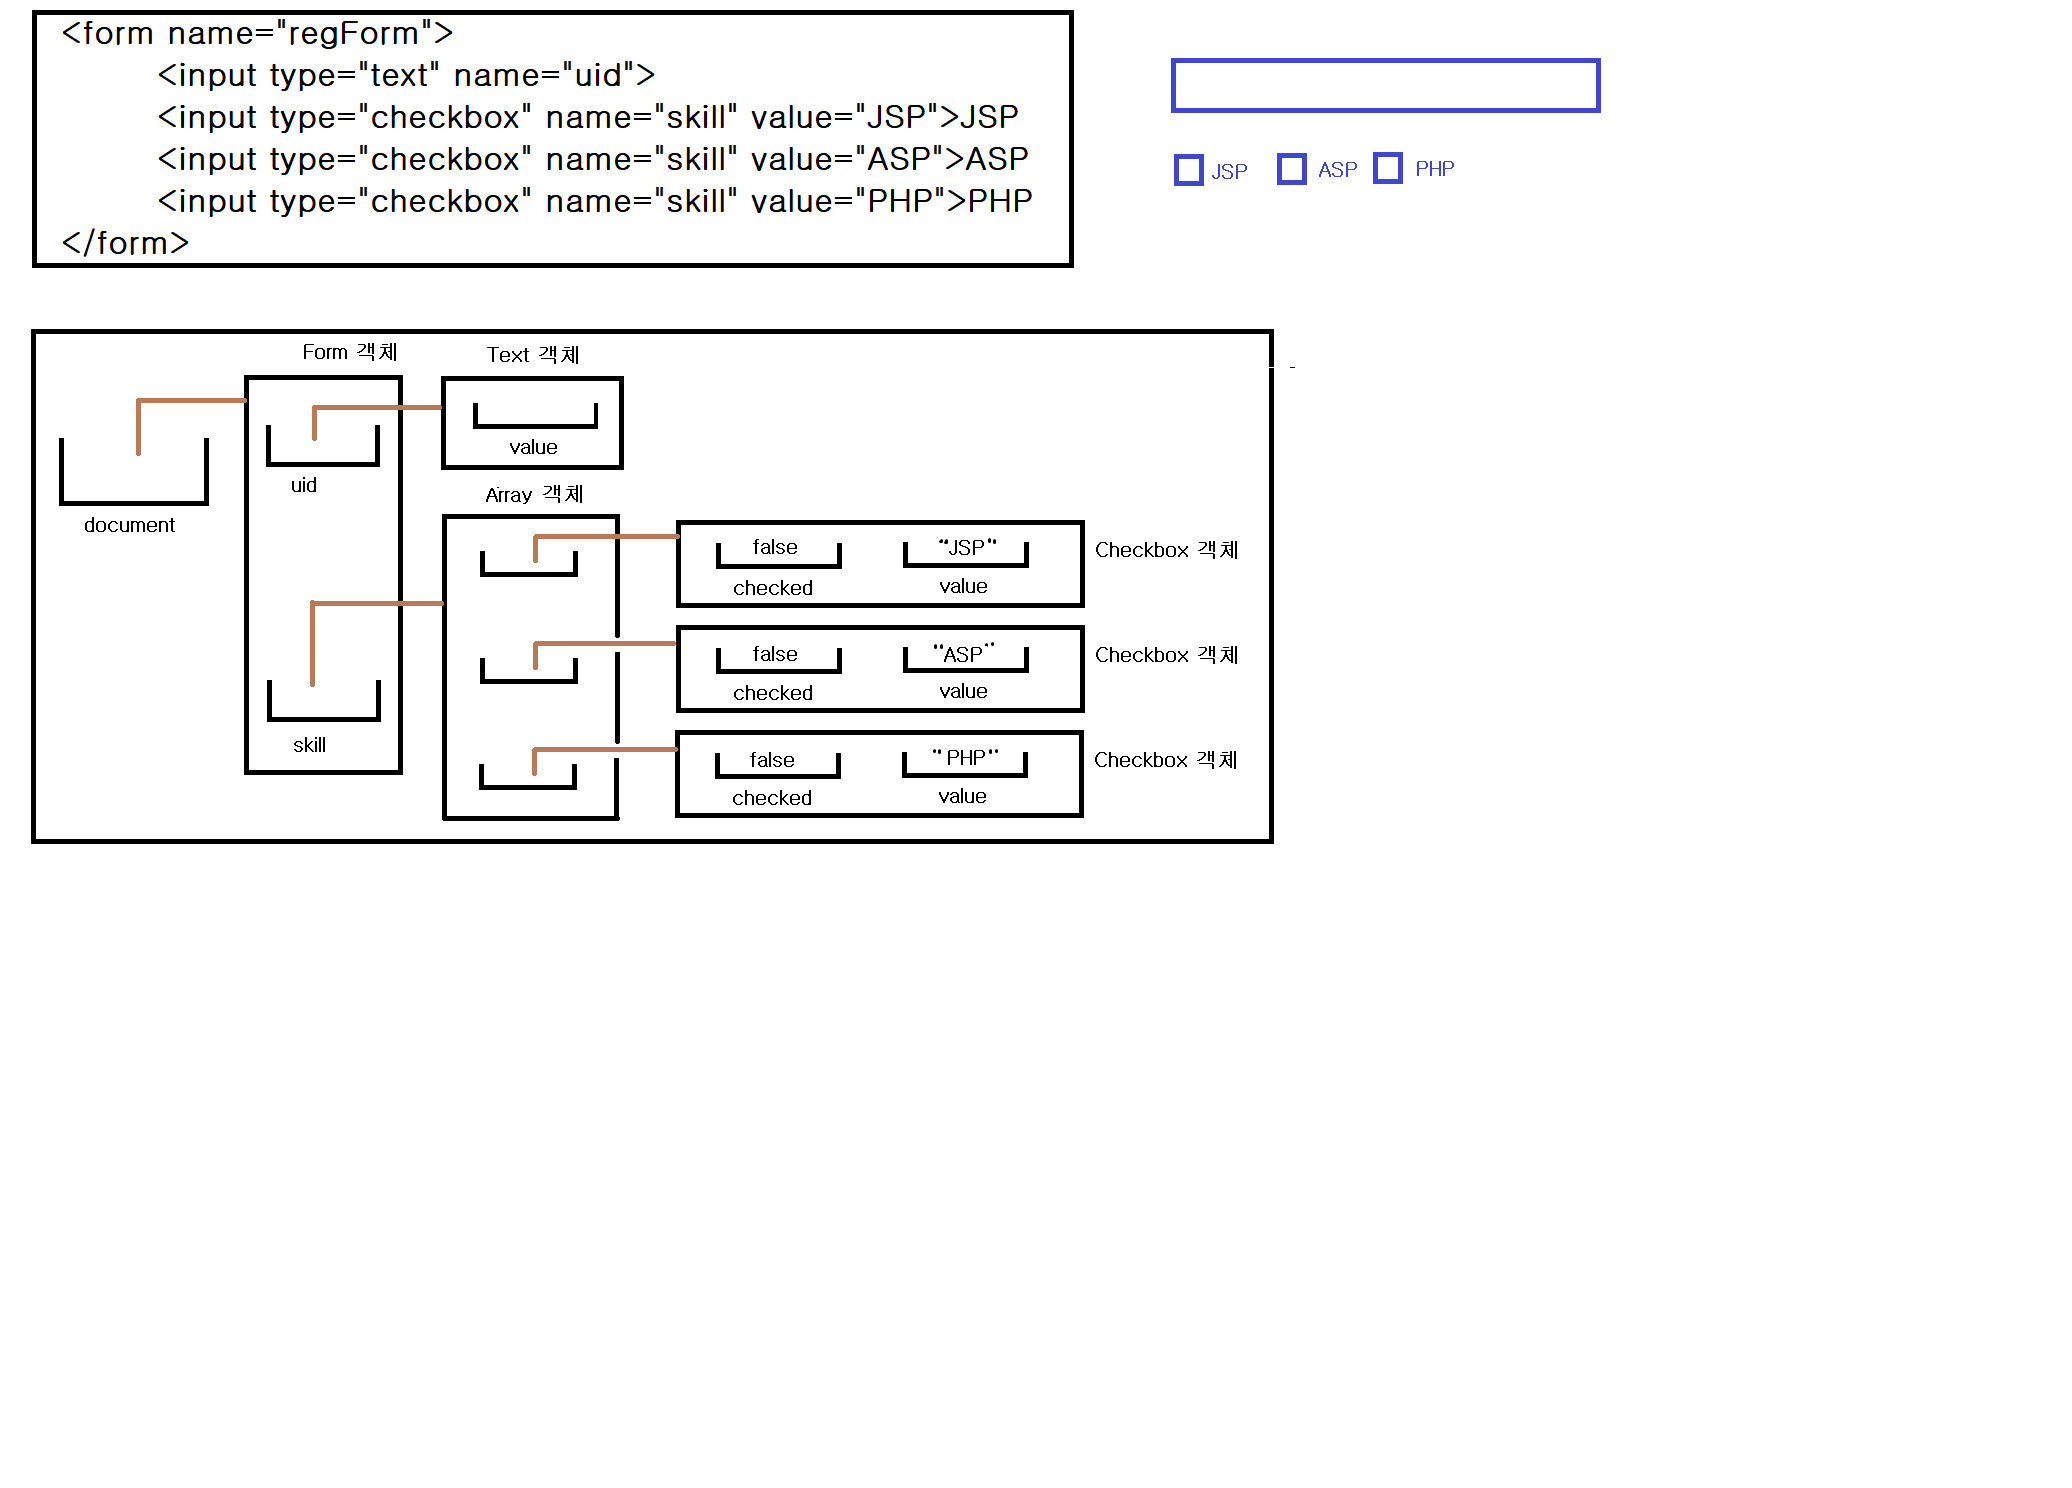 <form name="regForm">
<input type="text" name="uid">
<input type="checkbox" name="skill" value="JSP">JSP
<input type="checkbox" name="skill" value="ASP">ASP
<input type="checkbox" name="skill" value="PHP">PHP
</form>
JSP ASP PHP
Form 객체
Text 객체
value
uid
document
Array 객체
false "JSP"
checked value
Checkbox 객체
false "ASP"
checked value
Checkbox 객체
skill
false "PHP"
checked value
Checkbox 객체